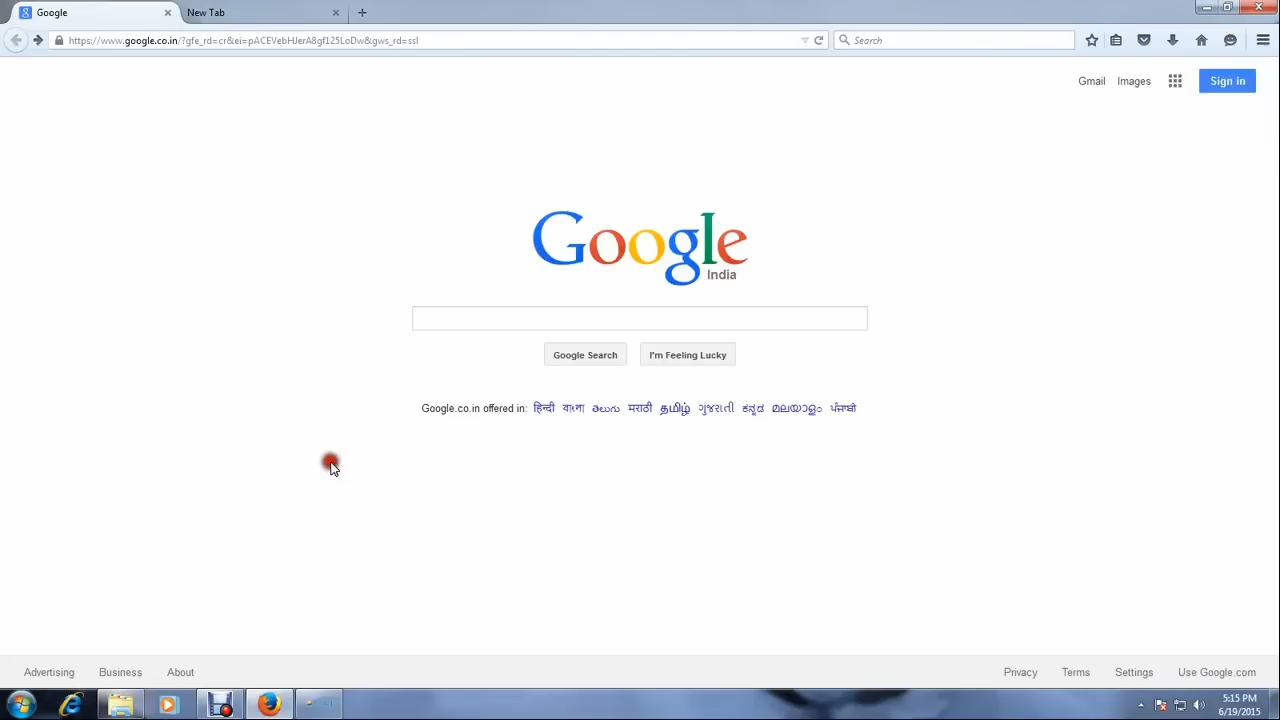 Google
New Tab
https://www.google.co.in/?gfe_rd=cr&ei=pACEVebHJerA8gf125LoDw&gws_rd=ssl
Search
Gmail Images Sign in
Google
India
Google Search I'm Feeling Lucky
Google.co.in offered in: हिन्दी বাংলা తెలుగు मराठी தமிழ் ગુજરાતી ಕನ್ನಡ മലയാളം ਪੰਜਾਬੀ
Advertising Business About Privacy Terms Settings Use Google.com
5:15 PM
6/19/2015